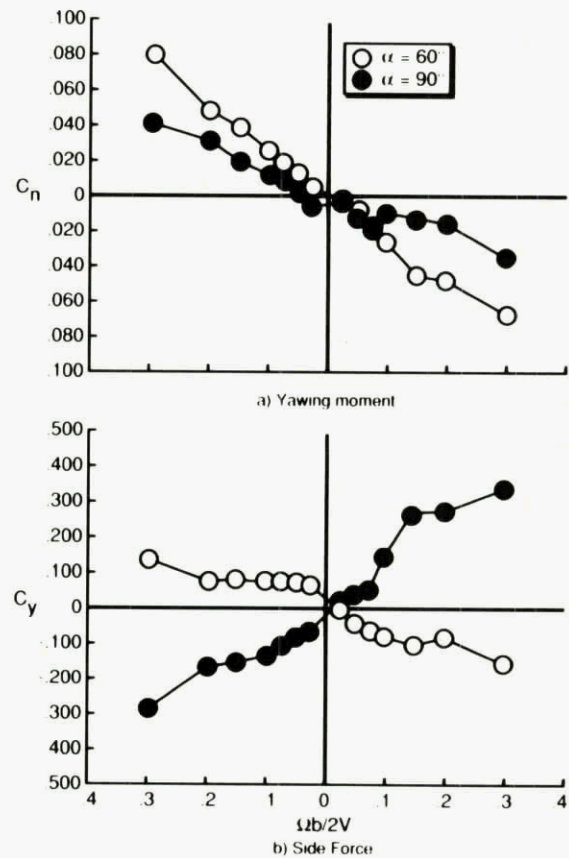 .100
.080
.060
.040
.020
0
.020
.040
.060
.080
.100
C n
α = 60°
α = 90°
a) Yawing moment
.500
.400
.300
.200
.100
0
.100
.200
.300
.400
.500
C y
.4 .3 .2 .1 0 .1 .2 .3 .4
Ωb/2V
b) Side Force